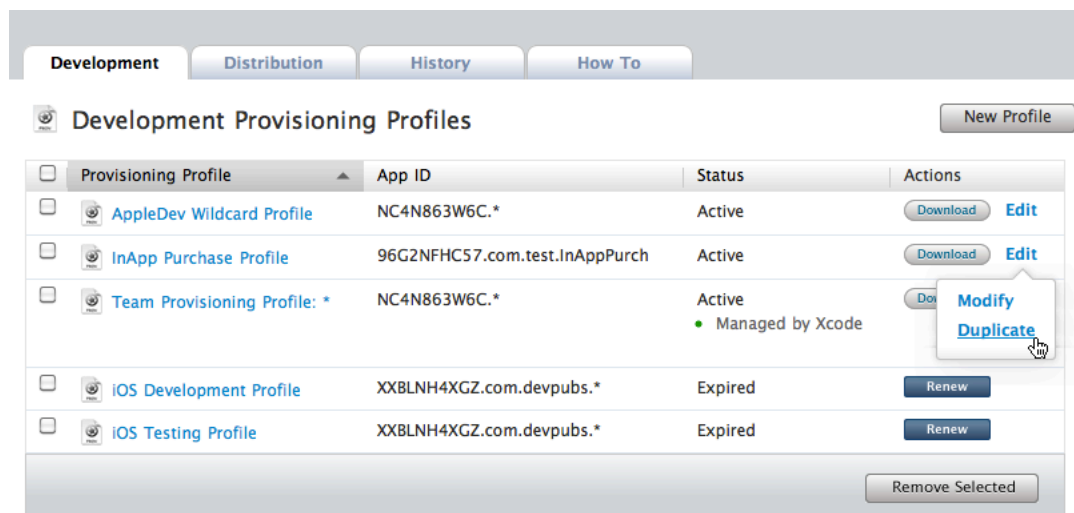 Development Distribution History How To
Development Provisioning Profiles New Profile
Provisioning Profile App ID Status Actions
AppleDev Wildcard Profile NC4N863W6C.* Active Download Edit
InApp Purchase Profile 96G2NFHC57.com.test.InAppPurch Active Download Edit
Team Provisioning Profile: * NC4N863W6C.* Active Modify
• Managed by Xcode Duplicate
iOS Development Profile XXBLNH4XGZ.com.devpubs.* Expired Renew
iOS Testing Profile XXBLNH4XGZ.com.devpubs.* Expired Renew
Remove Selected